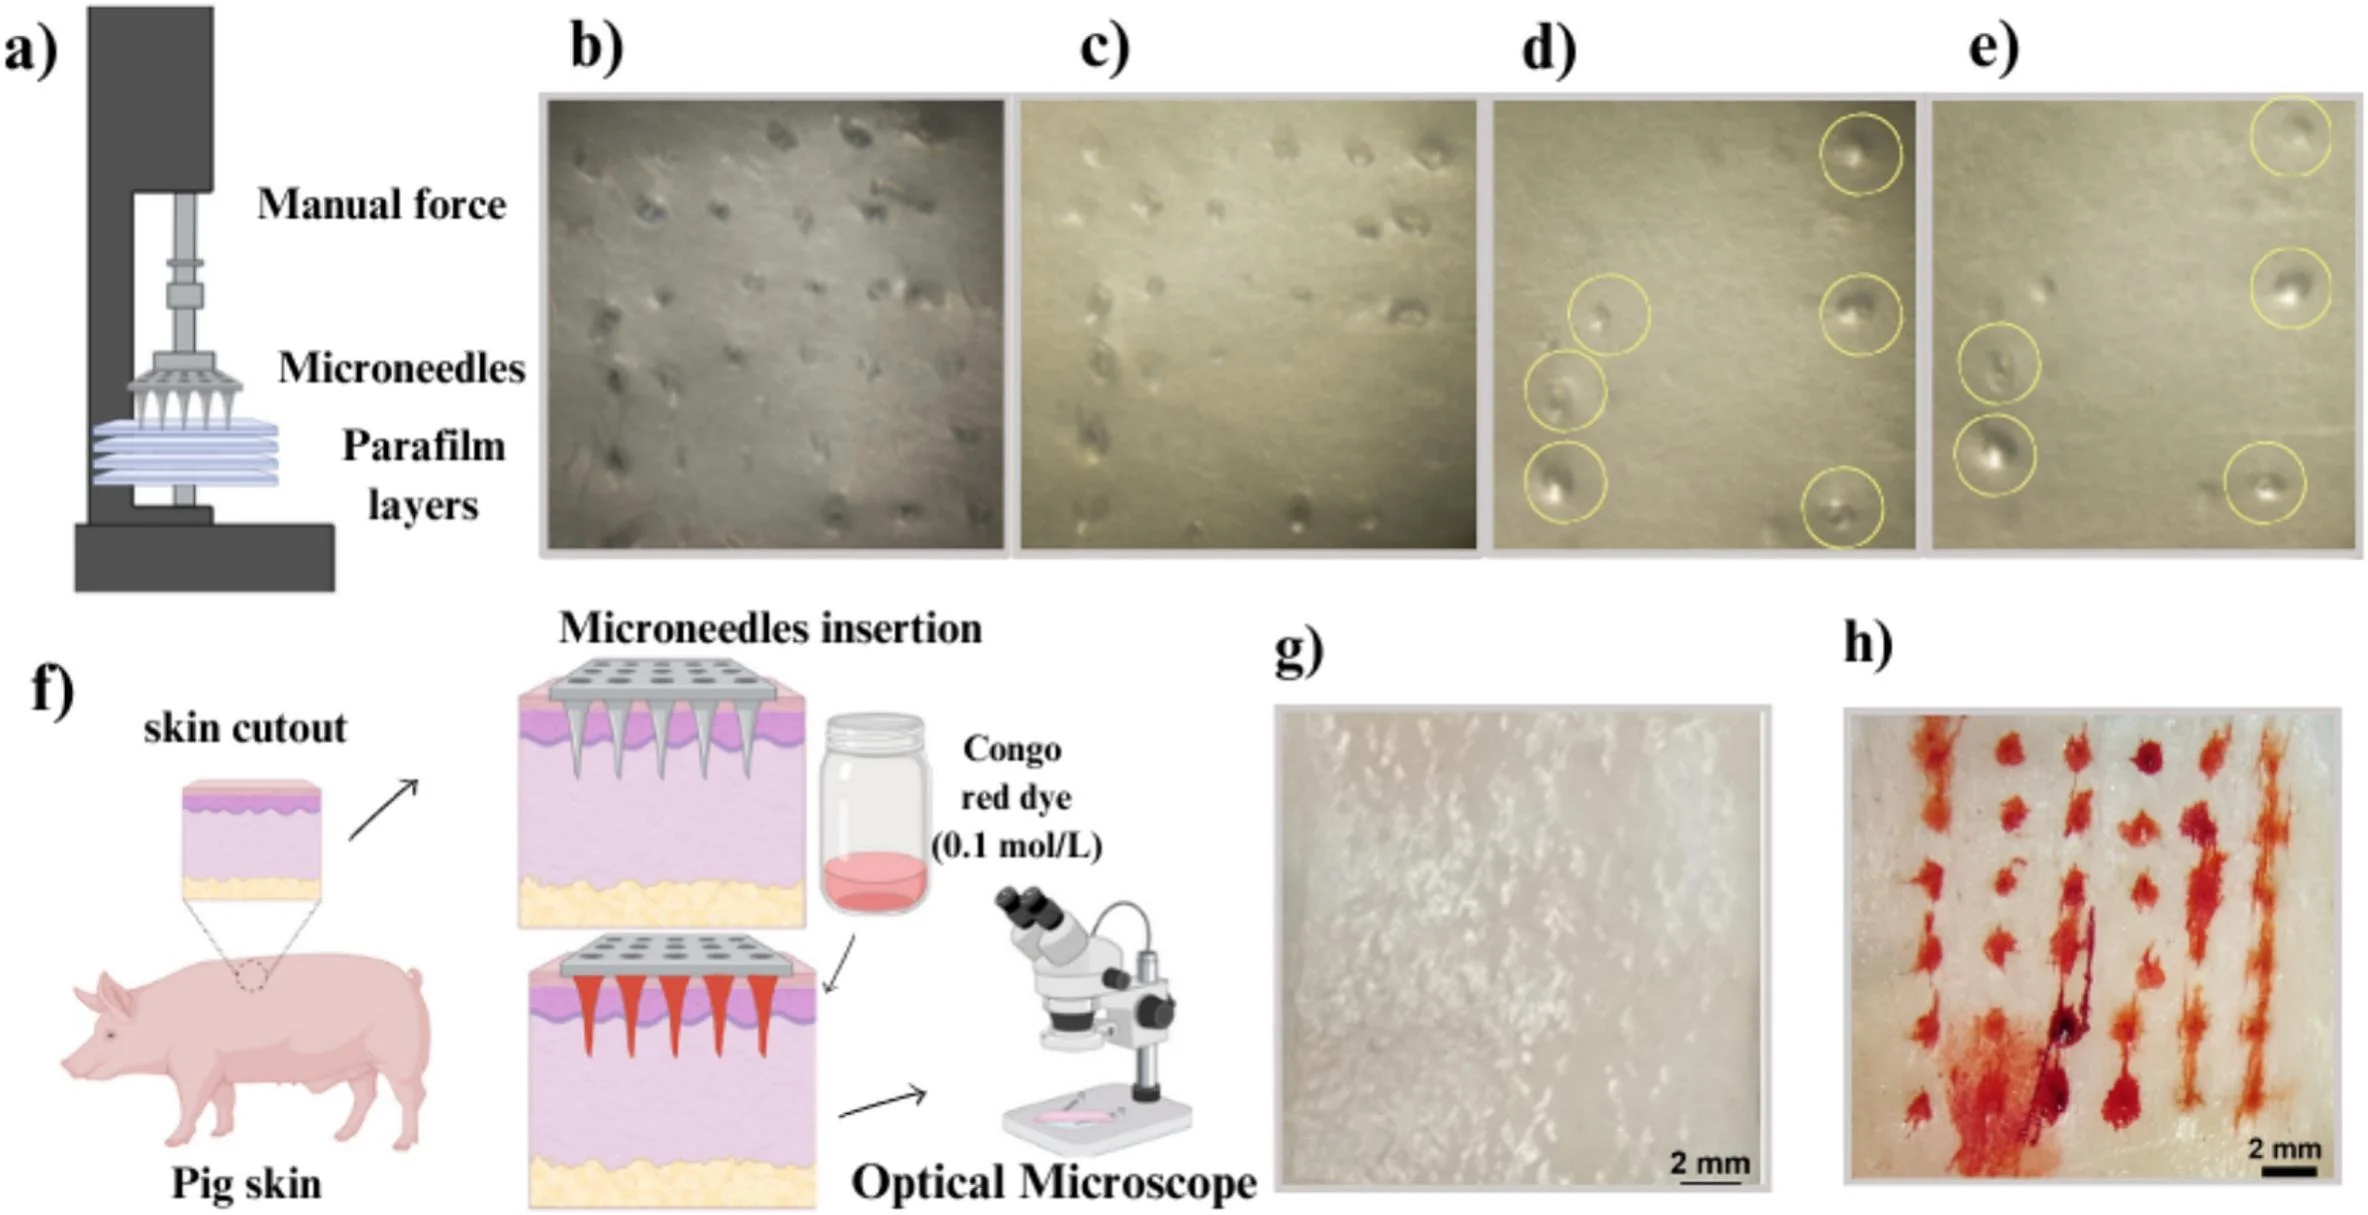 a)
b)
c)
d)
e)
Manual force
Microneedles
Parafilm
layers
f)
skin cutout
Pig skin
Microneedles insertion
Congo
red dye
(0.1 mol/L)
Optical Microscope
g)
2 mm
h)
2 mm